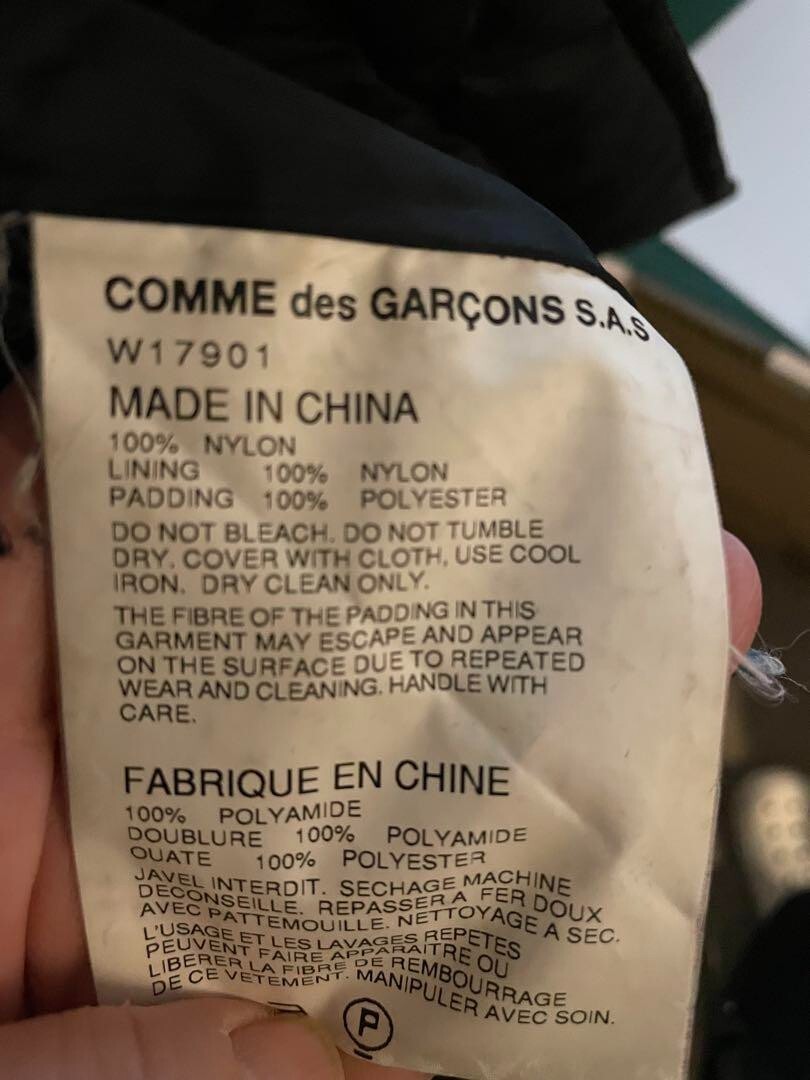 COMME des GARÇONS S.A.S
W17901
MADE IN CHINA
100% NYLON
LINING 100% NYLON
PADDING 100% POLYESTER
DO NOT BLEACH. DO NOT TUMBLE
DRY. COVER WITH CLOTH, USE COOL
IRON. DRY CLEAN ONLY.
THE FIBRE OF THE PADDING IN THIS
GARMENT MAY ESCAPE AND APPEAR
ON THE SURFACE DUE TO REPEATED
WEAR AND CLEANING. HANDLE WITH
CARE.
FABRIQUE EN CHINE
100% POLYAMIDE
DOUBLURE 100% POLYAMIDE
OUATE 100% POLYESTER
JAVEL INTERDIT. SECHAGE MACHINE
DECONSEILLE. REPASSER A FER DOUX
AVEC PATTEMOUILLE. NETTOYAGE A SEC.
L'USAGE ET LES LAVAGES REPETES
PEUVENT FAIRE APPARAITRE OU
LIBERER LA FIBRE DE REMBOURRAGE
DE CE VETEMENT. MANIPULER AVEC SOIN.
P